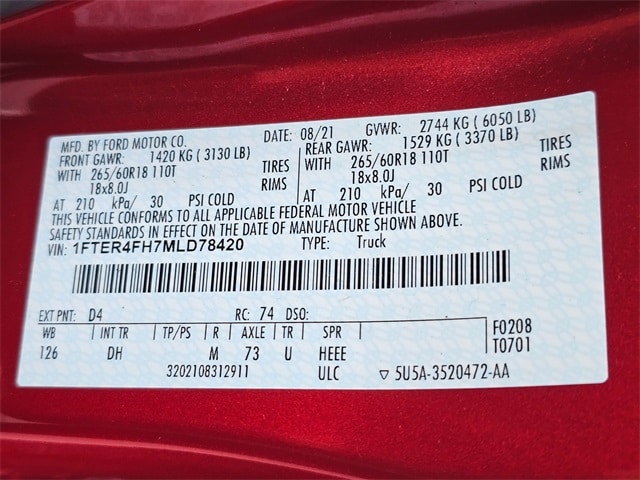 MFD. BY FORD MOTOR CO. DATE: 08/21 GVWR: 2744 KG ( 6050 LB)
FRONT GAWR: 1420 KG ( 3130 LB) REAR GAWR: 1529 KG ( 3370 LB)
WITH 265/60R18 110T TIRES WITH 265/60R18 110T TIRES
18x8.0J RIMS 18x8.0J RIMS
AT 210 kPa/ 30 PSI COLD AT 210 kPa/ 30 PSI COLD
THIS VEHICLE CONFORMS TO ALL APPLICABLE FEDERAL MOTOR VEHICLE
SAFETY STANDARDS IN EFFECT ON THE DATE OF MANUFACTURE SHOWN ABOVE.
VIN: 1FTER4FH7MLD78420 TYPE: Truck
EXT PNT: D4 RC: 74 DSO:
WB INT TR TP/PS R AXLE TR SPR F0208
126 DH M 73 U HEEE T0701
3202108312911 ULC ▽ 5U5A-3520472-AA